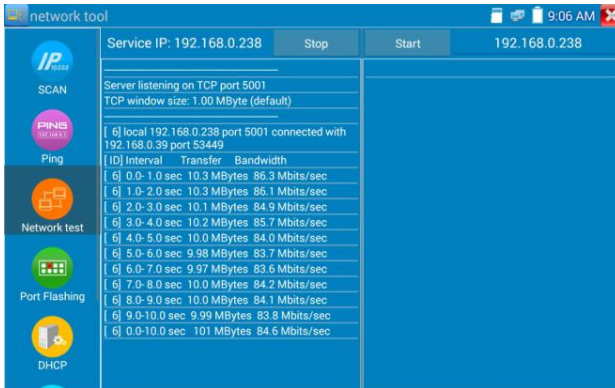 network tool
9:06 AM
Service IP: 192.168.0.238
Stop
Start
192.168.0.238
SCAN
Ping
Network test
Port Flashing
DHCP
IP
PING
Server listening on TCP port 5001
TCP window size: 1.00 MByte (default)
[ 6] local 192.168.0.238 port 5001 connected with
192.168.0.39 port 53449
[ ID] Interval Transfer Bandwidth
[ 6] 0.0- 1.0 sec 10.3 MBytes 86.3 Mbits/sec
[ 6] 1.0- 2.0 sec 10.3 MBytes 86.1 Mbits/sec
[ 6] 2.0- 3.0 sec 10.1 MBytes 84.9 Mbits/sec
[ 6] 3.0- 4.0 sec 10.2 MBytes 85.7 Mbits/sec
[ 6] 4.0- 5.0 sec 10.0 MBytes 84.0 Mbits/sec
[ 6] 5.0- 6.0 sec 9.98 MBytes 83.7 Mbits/sec
[ 6] 6.0- 7.0 sec 9.97 MBytes 83.6 Mbits/sec
[ 6] 7.0- 8.0 sec 10.0 MBytes 84.2 Mbits/sec
[ 6] 8.0- 9.0 sec 10.0 MBytes 84.1 Mbits/sec
[ 6] 9.0-10.0 sec 9.99 MBytes 83.8 Mbits/sec
[ 6] 0.0-10.0 sec 101 MBytes 84.6 Mbits/sec